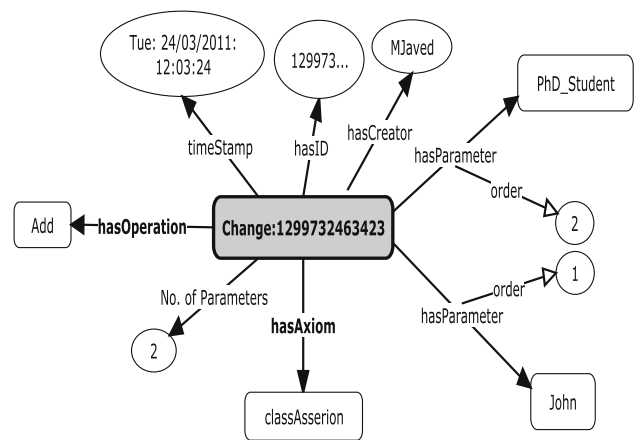 Tue: 24/03/2011:
12:03:24
129973...
MJaved
PhD_Student
timeStamp
hasID
hasCreator
hasParameter
order
2
Add
hasOperation
Change:1299732463423
1
order
No. of Parameters
hasAxiom
hasParameter
2
classAsserion
John